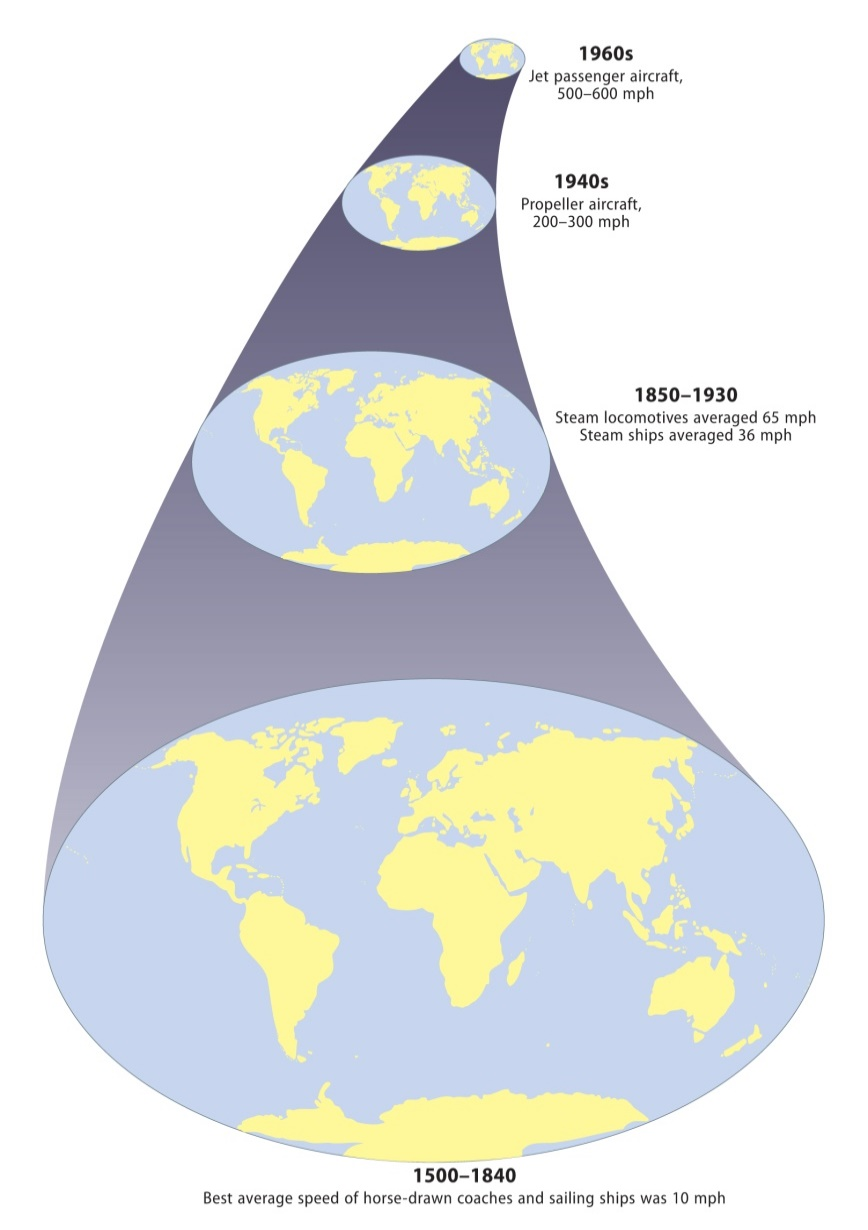 1960s
Jet passenger aircraft,
500–600 mph
1940s
Propeller aircraft,
200–300 mph
1850–1930
Steam locomotives averaged 65 mph
Steam ships averaged 36 mph
1500–1840
Best average speed of horse-drawn coaches and sailing ships was 10 mph